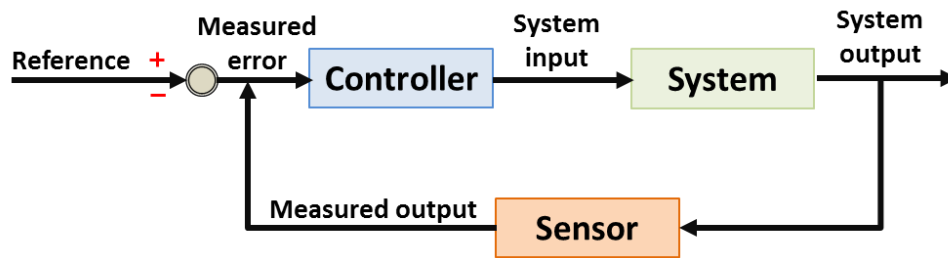 Reference
+
−
Measured
error
Controller
System
input
System
System
output
Measured output
Sensor